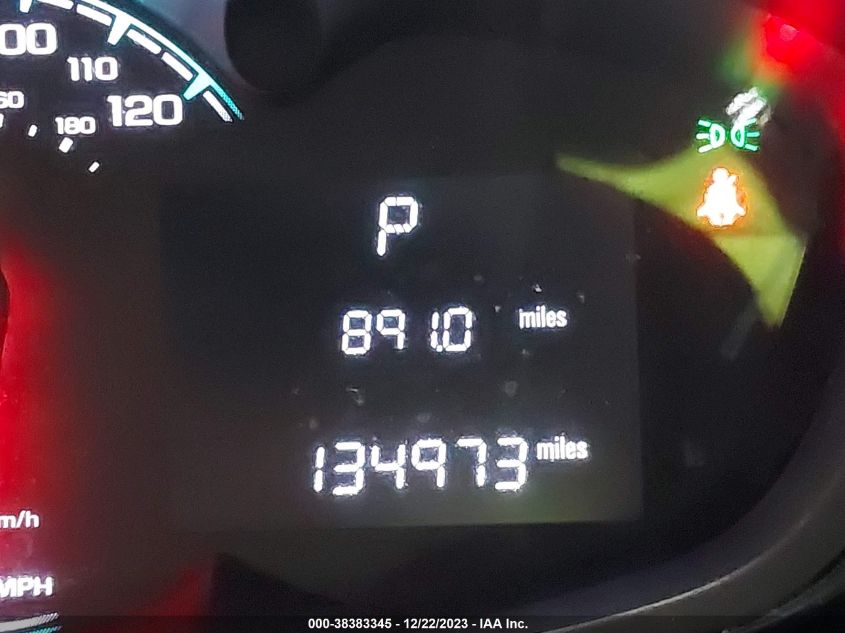 00
110
60
180
120
P
891.0 miles
134973 miles
m/h
MPH
000-38383345 - 12/22/2023 - IAA Inc.